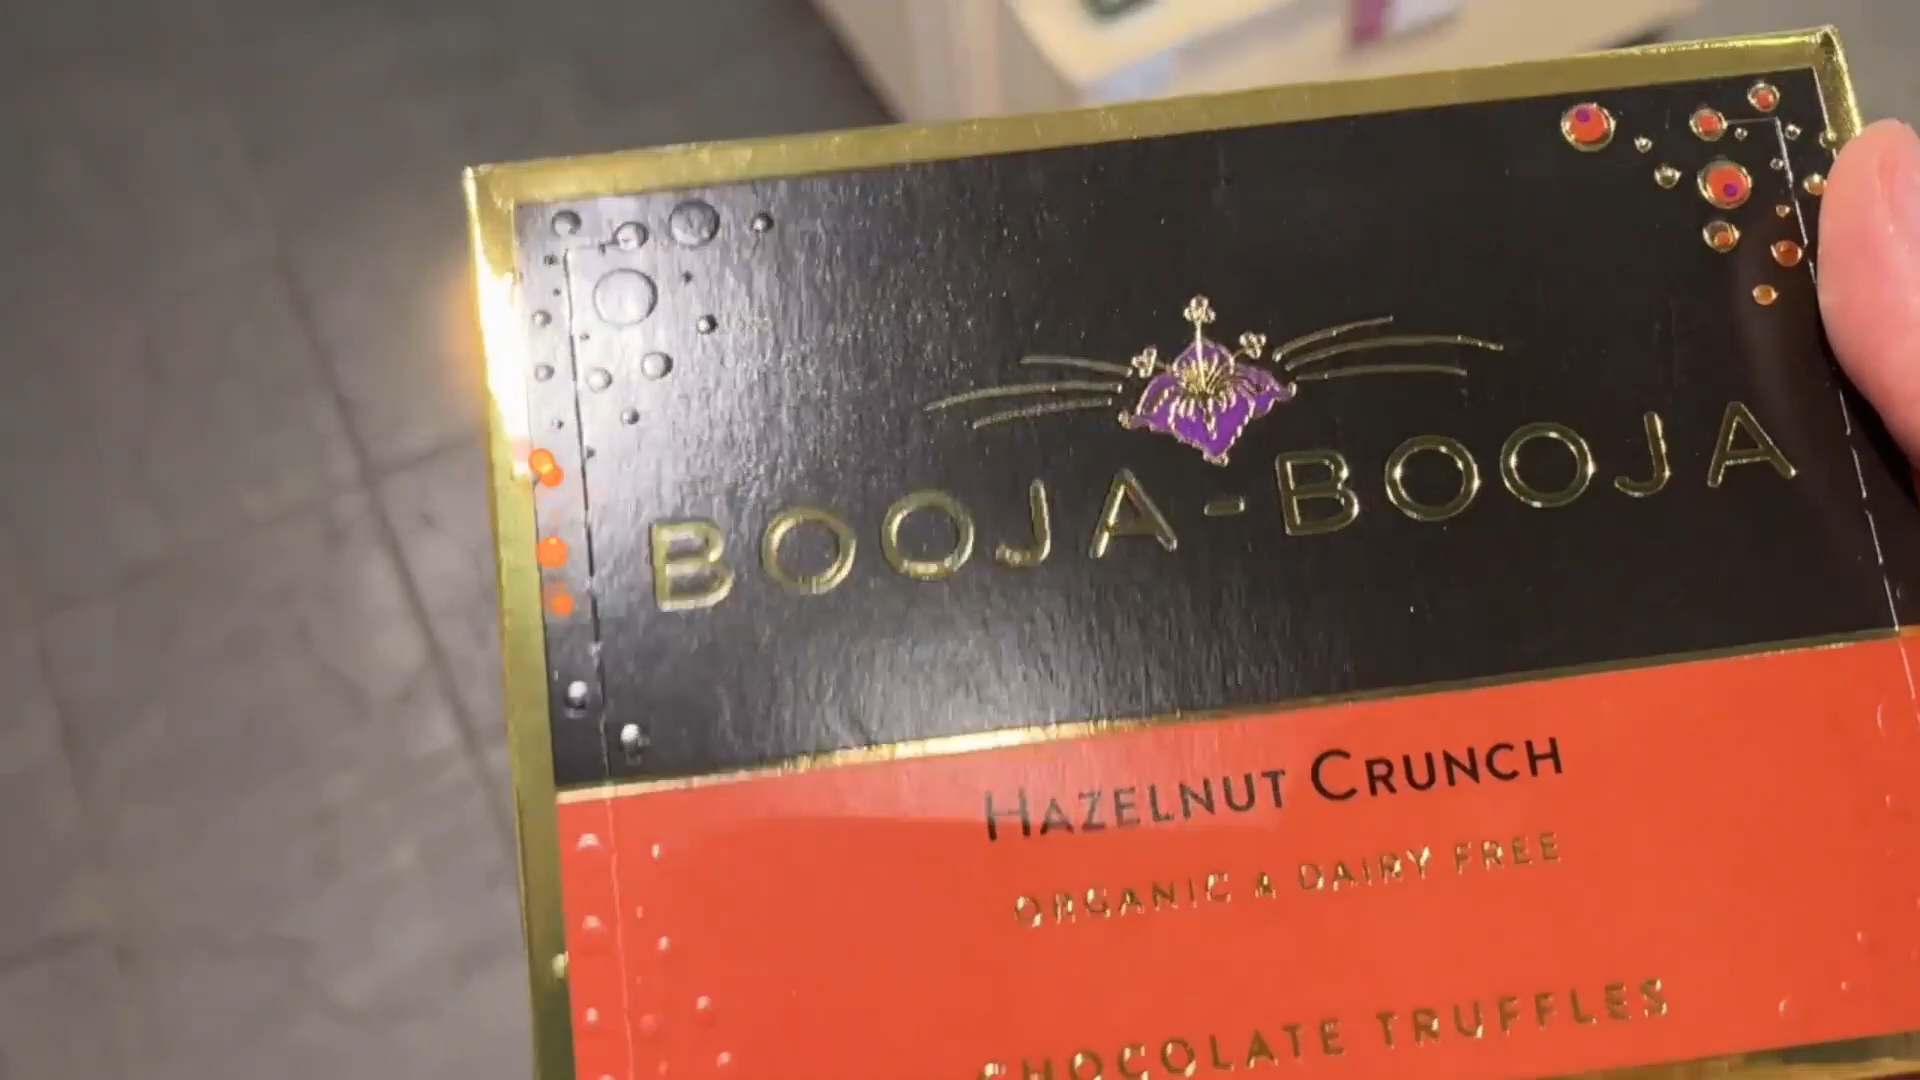 BOOJA-BOOJA
HAZELNUT CRUNCH
ORGANIC & DAIRY FREE
CHOCOLATE TRUFFLES